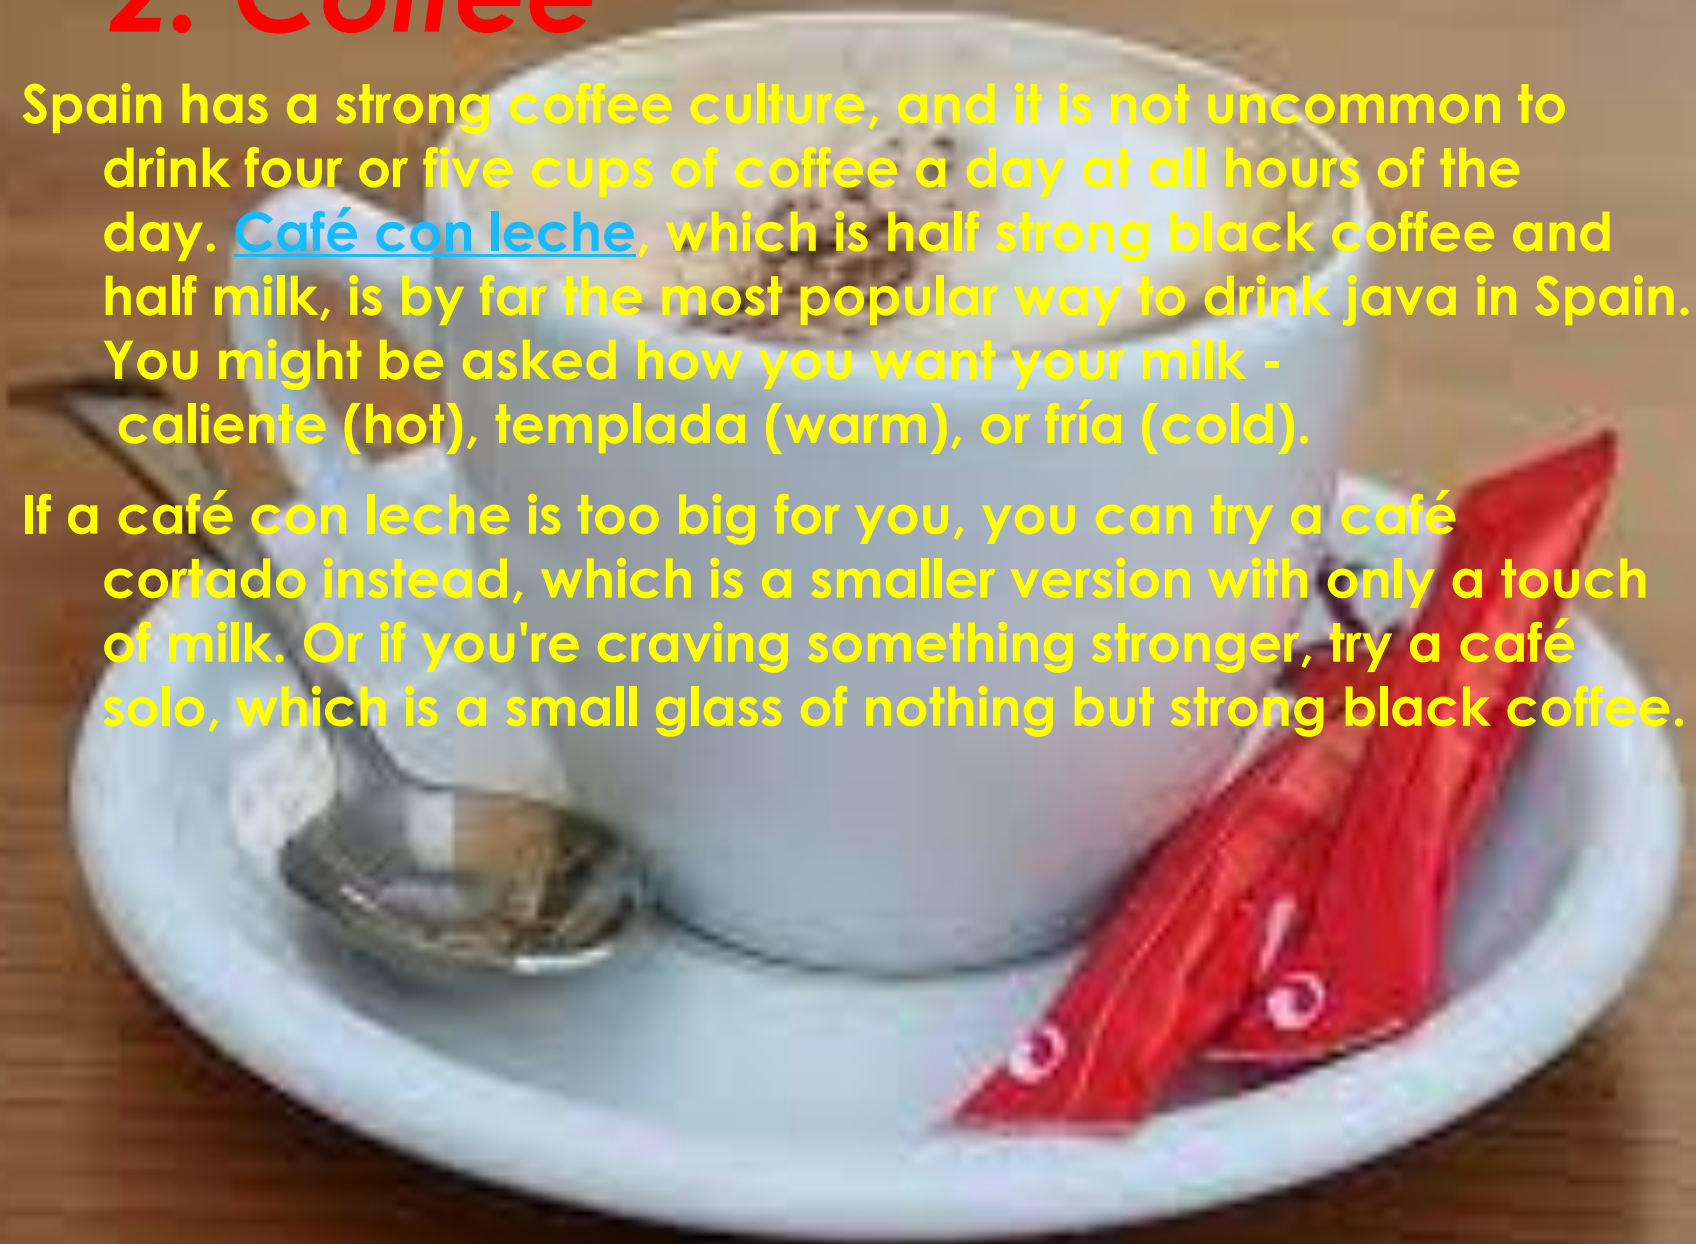 2. Coffee
Spain has a strong coffee culture, and it is not uncommon to
drink four or five cups of coffee a day at all hours of the
day. Café con leche, which is half strong black coffee and
half milk, is by far the most popular way to drink java in Spain.
You might be asked how you want your milk -
caliente (hot), templada (warm), or fría (cold).
If a café con leche is too big for you, you can try a café
cortado instead, which is a smaller version with only a touch
of milk. Or if you're craving something stronger, try a café
solo, which is a small glass of nothing but strong black coffee.